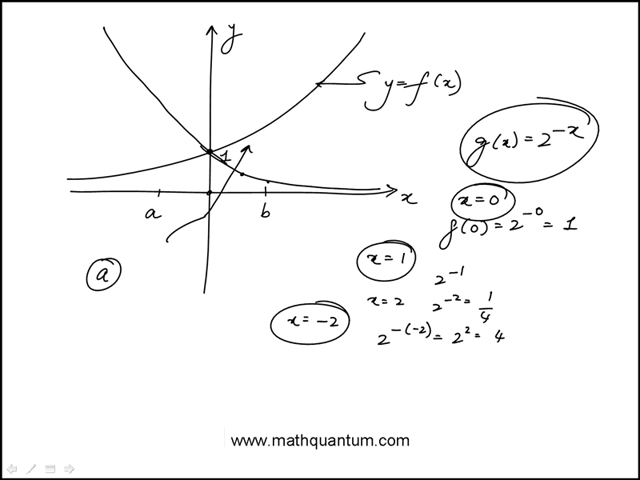 y
y = f(x)
1
g(x) = 2^{-x}
a
b
x
x = 0
f(0) = 2^{-0} = 1
x = 1
2^{-1}
a
x = 2 2^{-2} = 1/4
x = -2
2^{-(-2)} = 2^2 = 4
www.mathquantum.com